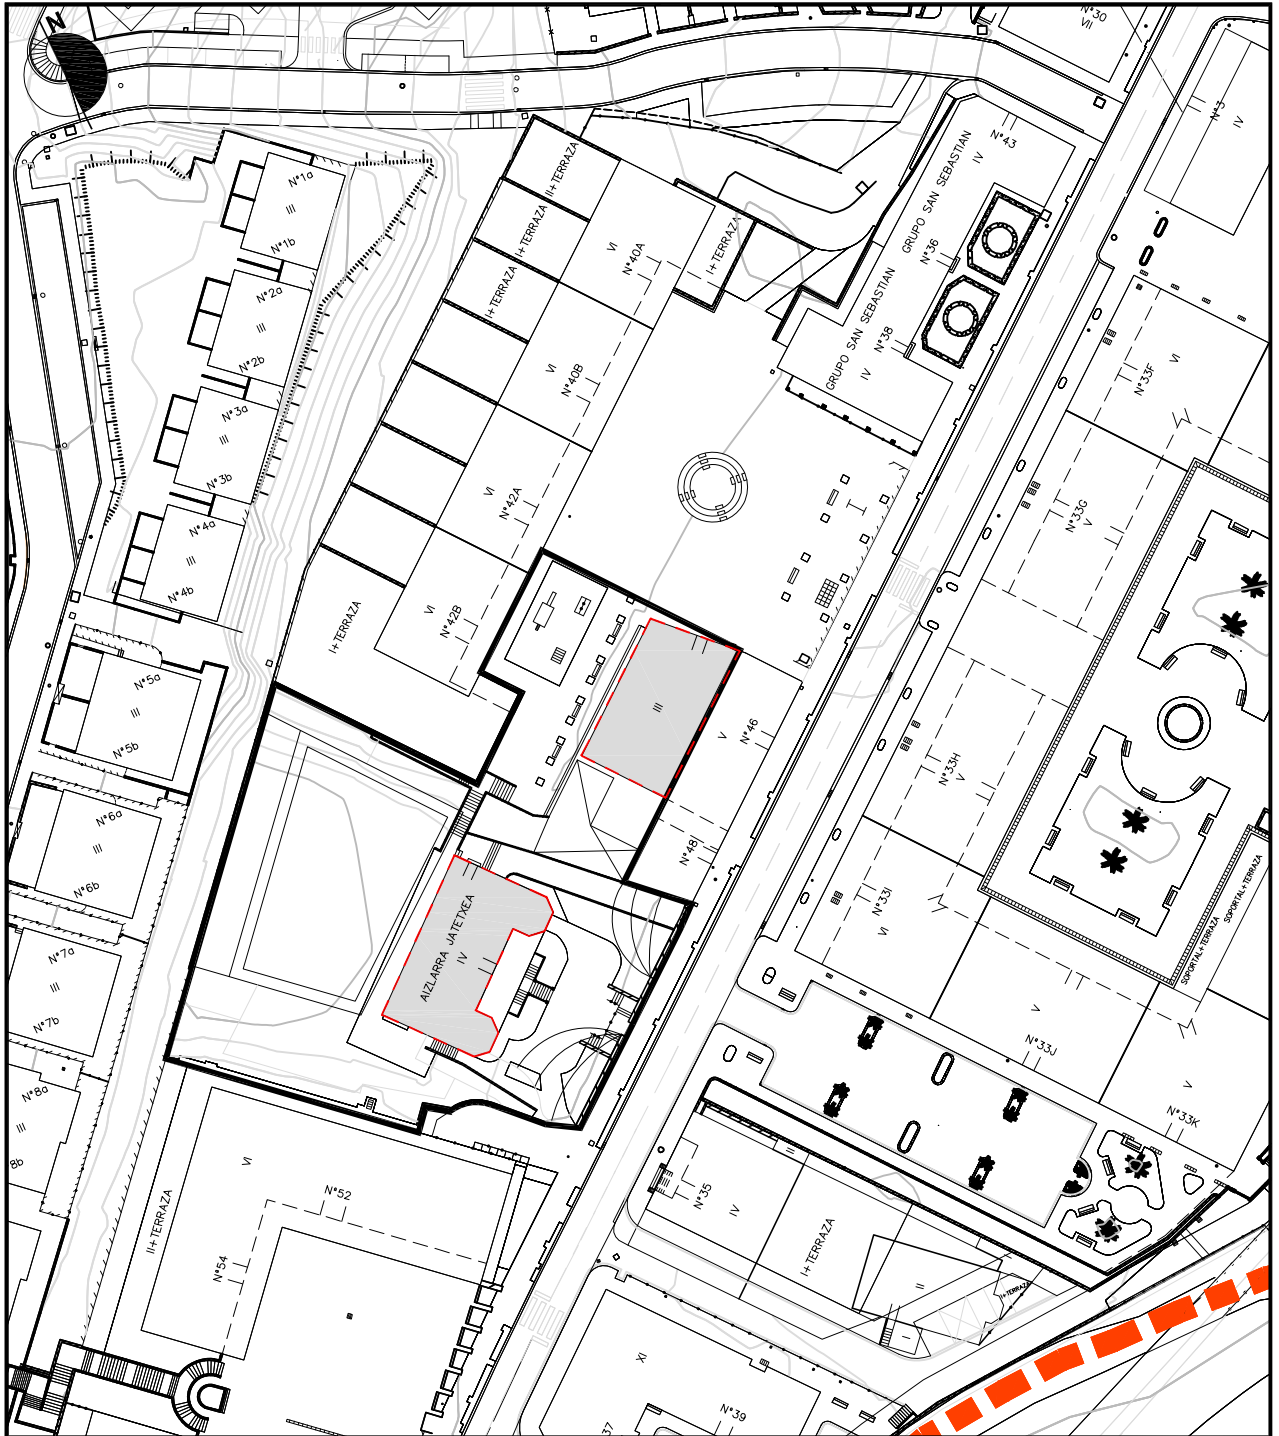 N
N°30
VII
N°3
IV
N°43
IV
GRUPO SAN SEBASTIAN
N°36
GRUPO SAN SEBASTIAN
N°38
IV
II+TERRAZA
I+TERRAZA
I+TERRAZA
I+TERRAZA
VI
N°40A
VI
N°40B
VI
N°42A
VI
N°42B
I+TERRAZA
N°1a
III
N°1b
N°2a
III
N°2b
N°3a
III
N°3b
N°4a
III
N°4b
N°5a
III
N°5b
N°6a
III
N°6b
N°7a
III
N°7b
N°8a
III
8b
VI
N°33F
N°33G
V
N°33H
V
N°33I
VI
V
N°33J
V
N°33K
SOPORTAL+TERRAZA
SOPORTAL+TERRAZA
III
V
N°46
N°48
AIZLARRA JATETXEA
IV
VI
N°52
N°54
II+TERRAZA
N°35
IV
I+TERRAZA
II
I+TERRAZA
I
XI
N°39
37